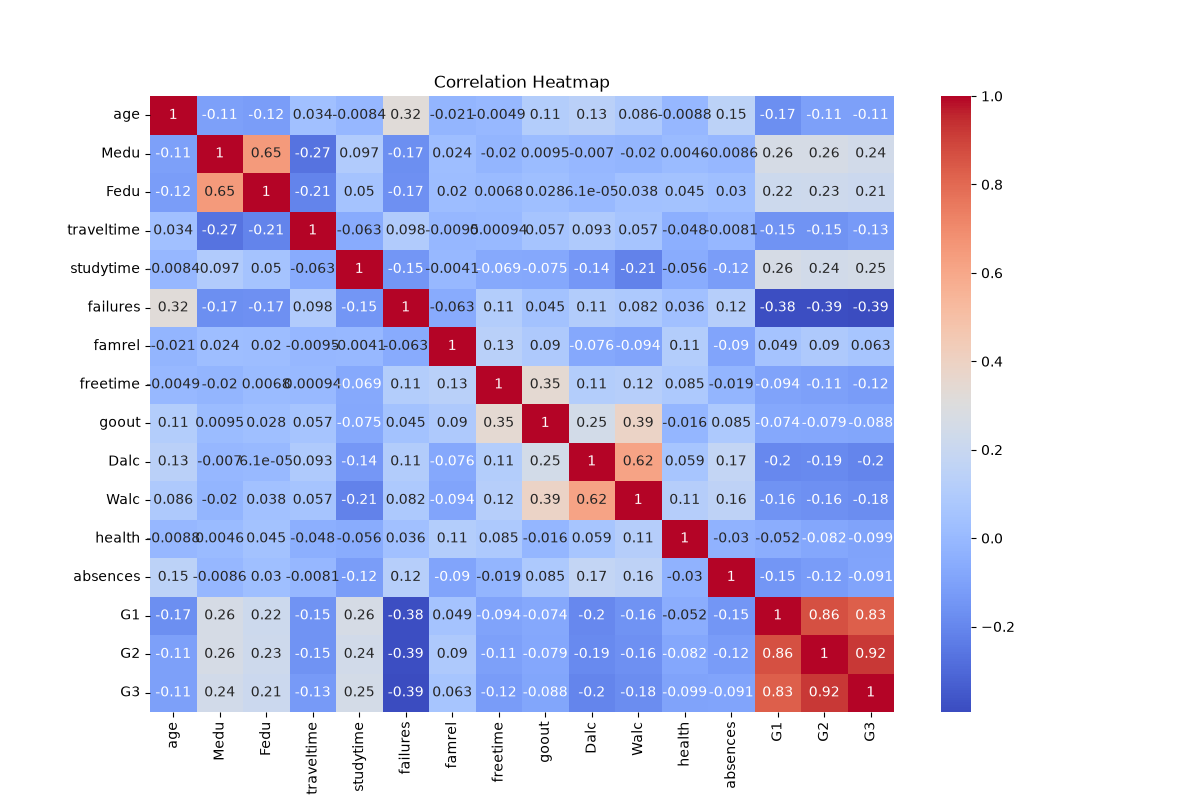 Correlation Heatmap
age 1 -0.11 -0.12 0.034 -0.0084 0.32 -0.021 -0.0049 0.11 0.13 0.086 -0.0088 0.15 -0.17 -0.11 -0.11
Medu -0.11 1 0.65 -0.27 0.097 -0.17 0.024 -0.02 0.0095 -0.007 -0.02 0.0046 -0.0086 0.26 0.26 0.24
Fedu -0.12 0.65 1 -0.21 0.05 -0.17 0.02 0.0068 0.028 6.1e-05 0.038 0.045 0.03 0.22 0.23 0.21
traveltime 0.034 -0.27 -0.21 1 -0.063 0.098 -0.0095 0.00094 0.057 0.093 0.057 -0.048 -0.0081 -0.15 -0.15 -0.13
studytime -0.0084 0.097 0.05 -0.063 1 -0.15 -0.0041 -0.069 -0.075 -0.14 -0.21 -0.056 -0.12 0.26 0.24 0.25
failures 0.32 -0.17 -0.17 0.098 -0.15 1 -0.063 0.11 0.045 0.11 0.082 0.036 0.12 -0.38 -0.39 -0.39
famrel -0.021 0.024 0.02 -0.0095 -0.0041 -0.063 1 0.13 0.09 -0.076 -0.094 0.11 -0.09 0.049 0.09 0.063
freetime -0.0049 -0.02 0.0068 0.00094 -0.069 0.11 0.13 1 0.35 0.11 0.12 0.085 -0.019 -0.094 -0.11 -0.12
goout 0.11 0.0095 0.028 0.057 -0.075 0.045 0.09 0.35 1 0.25 0.39 -0.016 0.085 -0.074 -0.079 -0.088
Dalc 0.13 -0.007 6.1e-05 0.093 -0.14 0.11 -0.076 0.11 0.25 1 0.62 0.059 0.17 -0.2 -0.19 -0.2
Walc 0.086 -0.02 0.038 0.057 -0.21 0.082 -0.094 0.12 0.39 0.62 1 0.11 0.16 -0.16 -0.16 -0.18
health -0.0088 0.0046 0.045 -0.048 -0.056 0.036 0.11 0.085 -0.016 0.059 0.11 1 -0.03 -0.052 -0.082 -0.099
absences 0.15 -0.0086 0.03 -0.0081 -0.12 0.12 -0.09 -0.019 0.085 0.17 0.16 -0.03 1 -0.15 -0.12 -0.091
G1 -0.17 0.26 0.22 -0.15 0.26 -0.38 0.049 -0.094 -0.074 -0.2 -0.16 -0.052 -0.15 1 0.86 0.83
G2 -0.11 0.26 0.23 -0.15 0.24 -0.39 0.09 -0.11 -0.079 -0.19 -0.16 -0.082 -0.12 0.86 1 0.92
G3 -0.11 0.24 0.21 -0.13 0.25 -0.39 0.063 -0.12 -0.088 -0.2 -0.18 -0.099 -0.091 0.83 0.92 1
age Medu Fedu traveltime studytime failures famrel freetime goout Dalc Walc health absences G1 G2 G3
1.0
0.8
0.6
0.4
0.2
0.0
−0.2